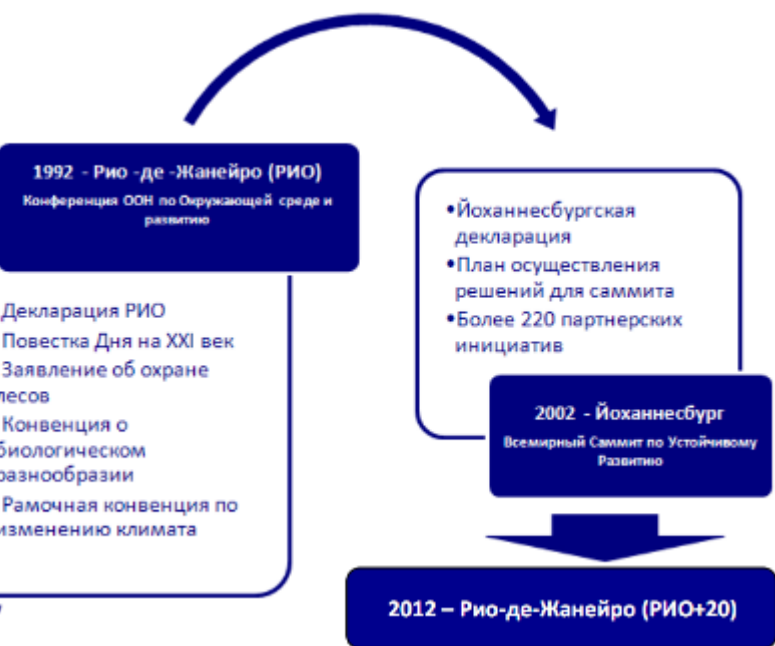 1992 - Рио -де -Жанейро (РИО)
Конференция ООН по Окружающей среде и
развитию
Декларация РИО
Повестка Дня на XXI век
Заявление об охране
лесов
Конвенция о
биологическом
разнообразии
Рамочная конвенция по
изменению климата
•Йоханнесбургская
декларация
•План осуществления
решений для саммита
•Более 220 партнерских
инициатив
2002 - Йоханнесбург
Всемирный Саммит по Устойчивому
Развитию
2012 – Рио-де-Жанейро (РИО+20)